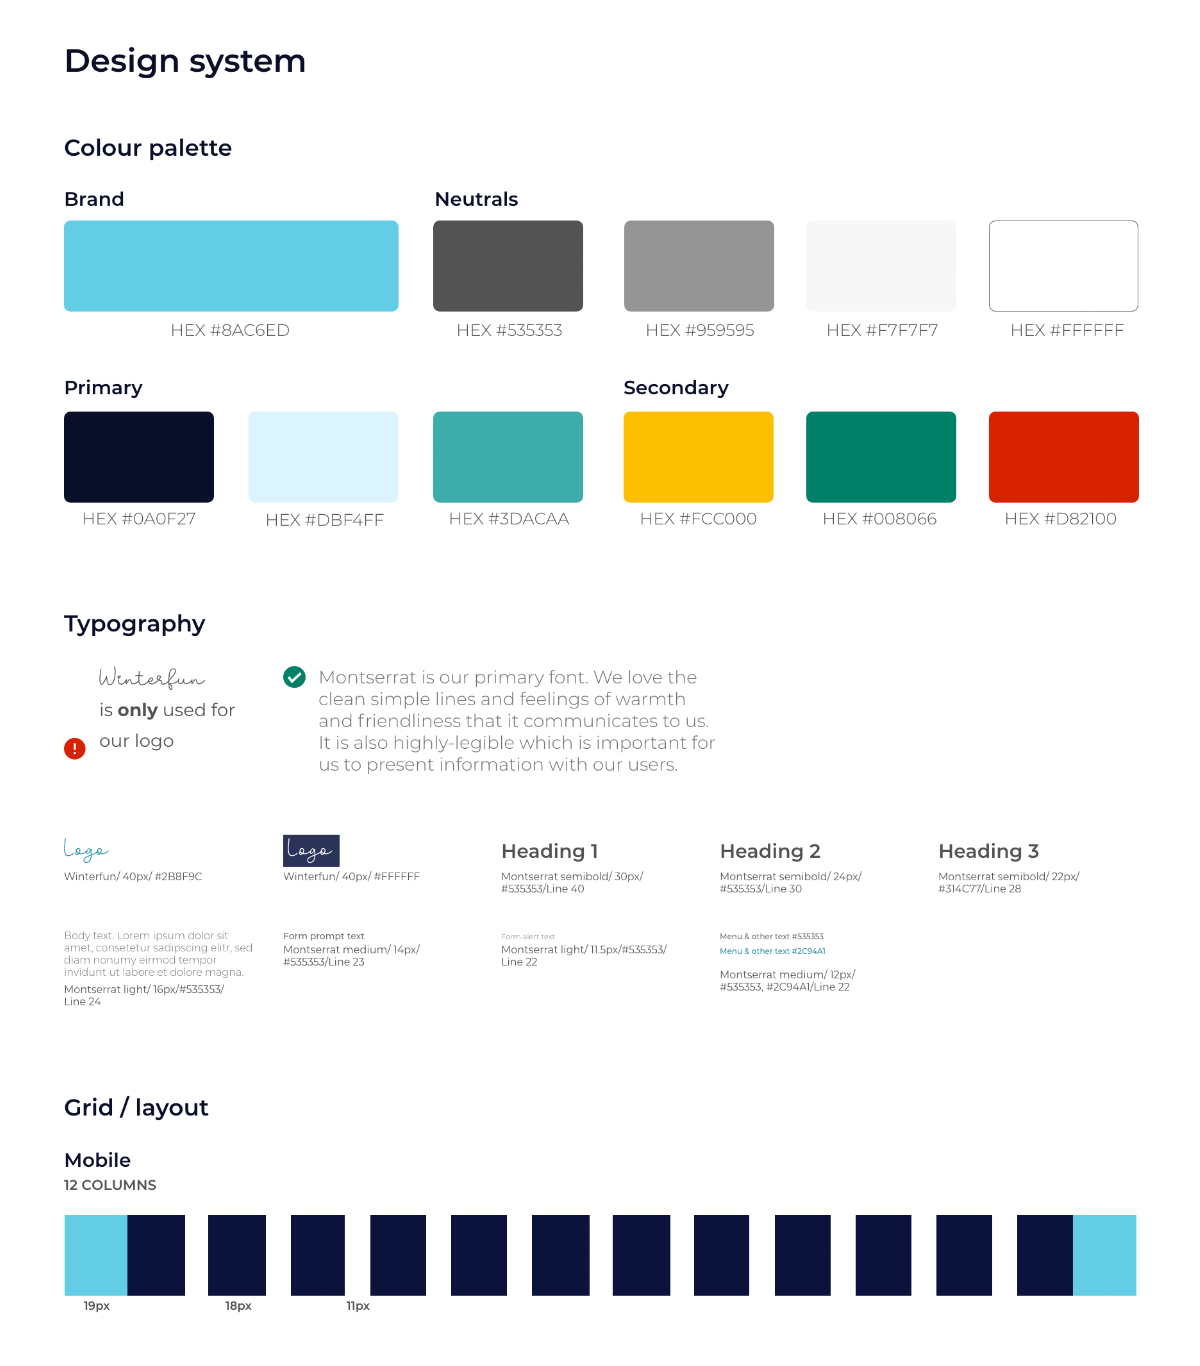 Design system
Colour palette
Brand
Neutrals
HEX #8AC6ED
HEX #535353
HEX #959595
HEX #F7F7F7
HEX #FFFFFF
Primary
Secondary
HEX #0A0F27
HEX #DBF4FF
HEX #3DACAA
HEX #FCC000
HEX #008066
HEX #D82100
Typography
Winterfun
is only used for
our logo
Montserrat is our primary font. We love the
clean simple lines and feelings of warmth
and friendliness that it communicates to us.
It is also highly-legible which is important for
us to present information with our users.
Logo
Winterfun/ 40px/ #2B8F9C
Logo
Winterfun/ 40px/ #FFFFFF
Heading 1
Montserrat semibold/ 30px/
#535353/Line 40
Heading 2
Montserrat semibold/ 24px/
#535353/Line 30
Heading 3
Montserrat semibold/ 22px/
#314C77/Line 28
Body text. Lorem ipsum dolor sit
amet, consetetur sadipscing elitr, sed
diam nonumy eirmod tempor
invidunt ut labore et dolore magna.
Montserrat light/ 16px/#535353/
Line 24
Form prompt text
Montserrat medium/ 14px/
#535353/Line 23
Form alert text
Montserrat light/ 11.5px/#535353/
Line 22
Menu & other text #535353
Menu & other text #2C94A1
Montserrat medium/ 12px/
#535353, #2C94A1/Line 22
Grid / layout
Mobile
12 COLUMNS
19px
18px
11px